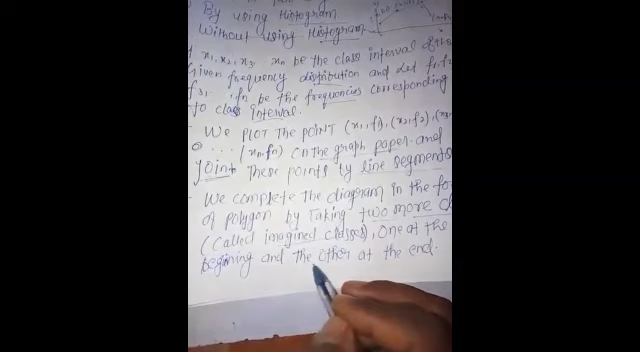 By using Histogram
Without using Histogram
x1, x2, x3, xn be the class interval of the
Given frequency distribution and let f1, f2
f3, . . . fn be the frequencies corresponding
to class interval.
- We PLOT THE POINT (x1, f1), (x2, f2), (x3
. . . (xn, fn) on the graph paper and
Joint These points by line segments
- We complete the diagram in the fo
of polygon by Taking two more cl
(called imagined classes), one at the
begining and the other at the end.